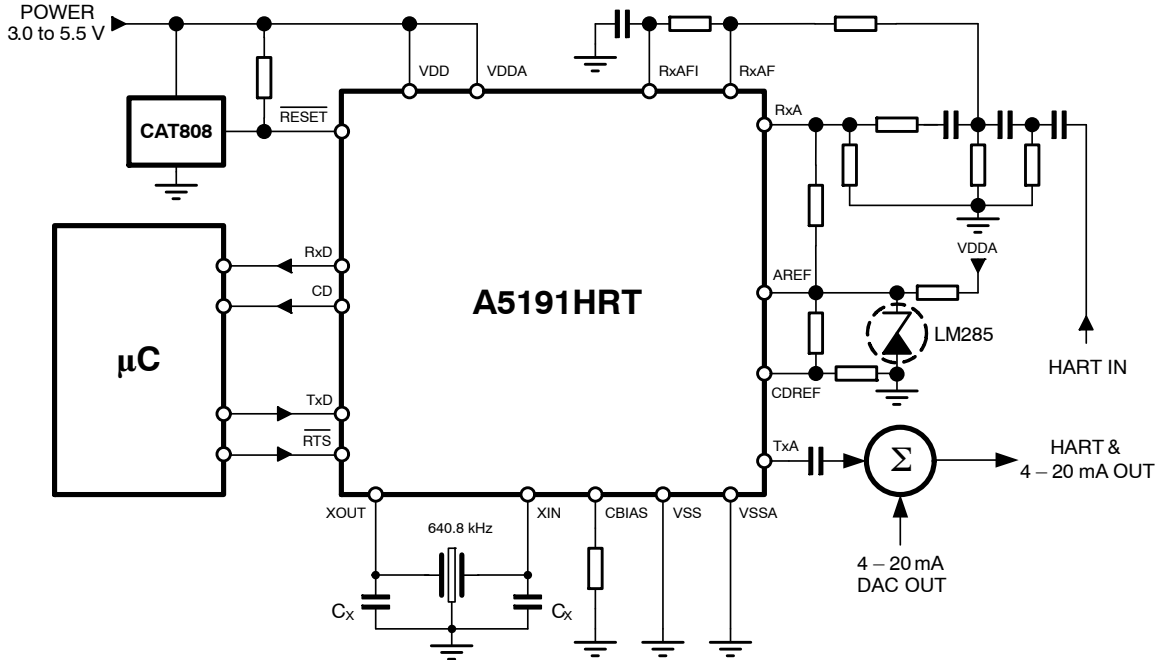 POWER
3.0 to 5.5 V
VDD
VDDA
RxAFI
RxAF
CAT808
RESET
RxA
VDDA
RxD
AREF
CD
A5191HRT
LM285
μC
HART IN
CDREF
TxD
RTS
TxA
Σ
HART &
4 – 20 mA OUT
XOUT
XIN
CBIAS
VSS
VSSA
640.8 kHz
4 – 20 mA
DAC OUT
CX
CX